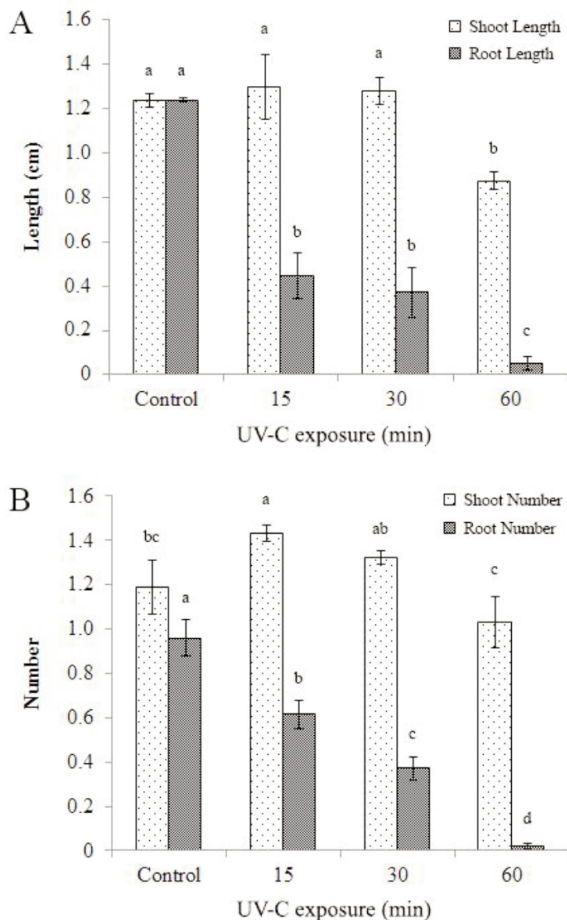 A
Shoot Length
Root Length
Length (cm)
1.6
1.4
1.2
1.0
0.8
0.6
0.4
0.2
0
a a
a
b
a
b
b
c
Control 15 30 60
UV-C exposure (min)
B
Shoot Number
Root Number
Number
1.6
1.4
1.2
1.0
0.8
0.6
0.4
0.2
0
bc
a
a
b
ab
c
c
d
Control 15 30 60
UV-C exposure (min)